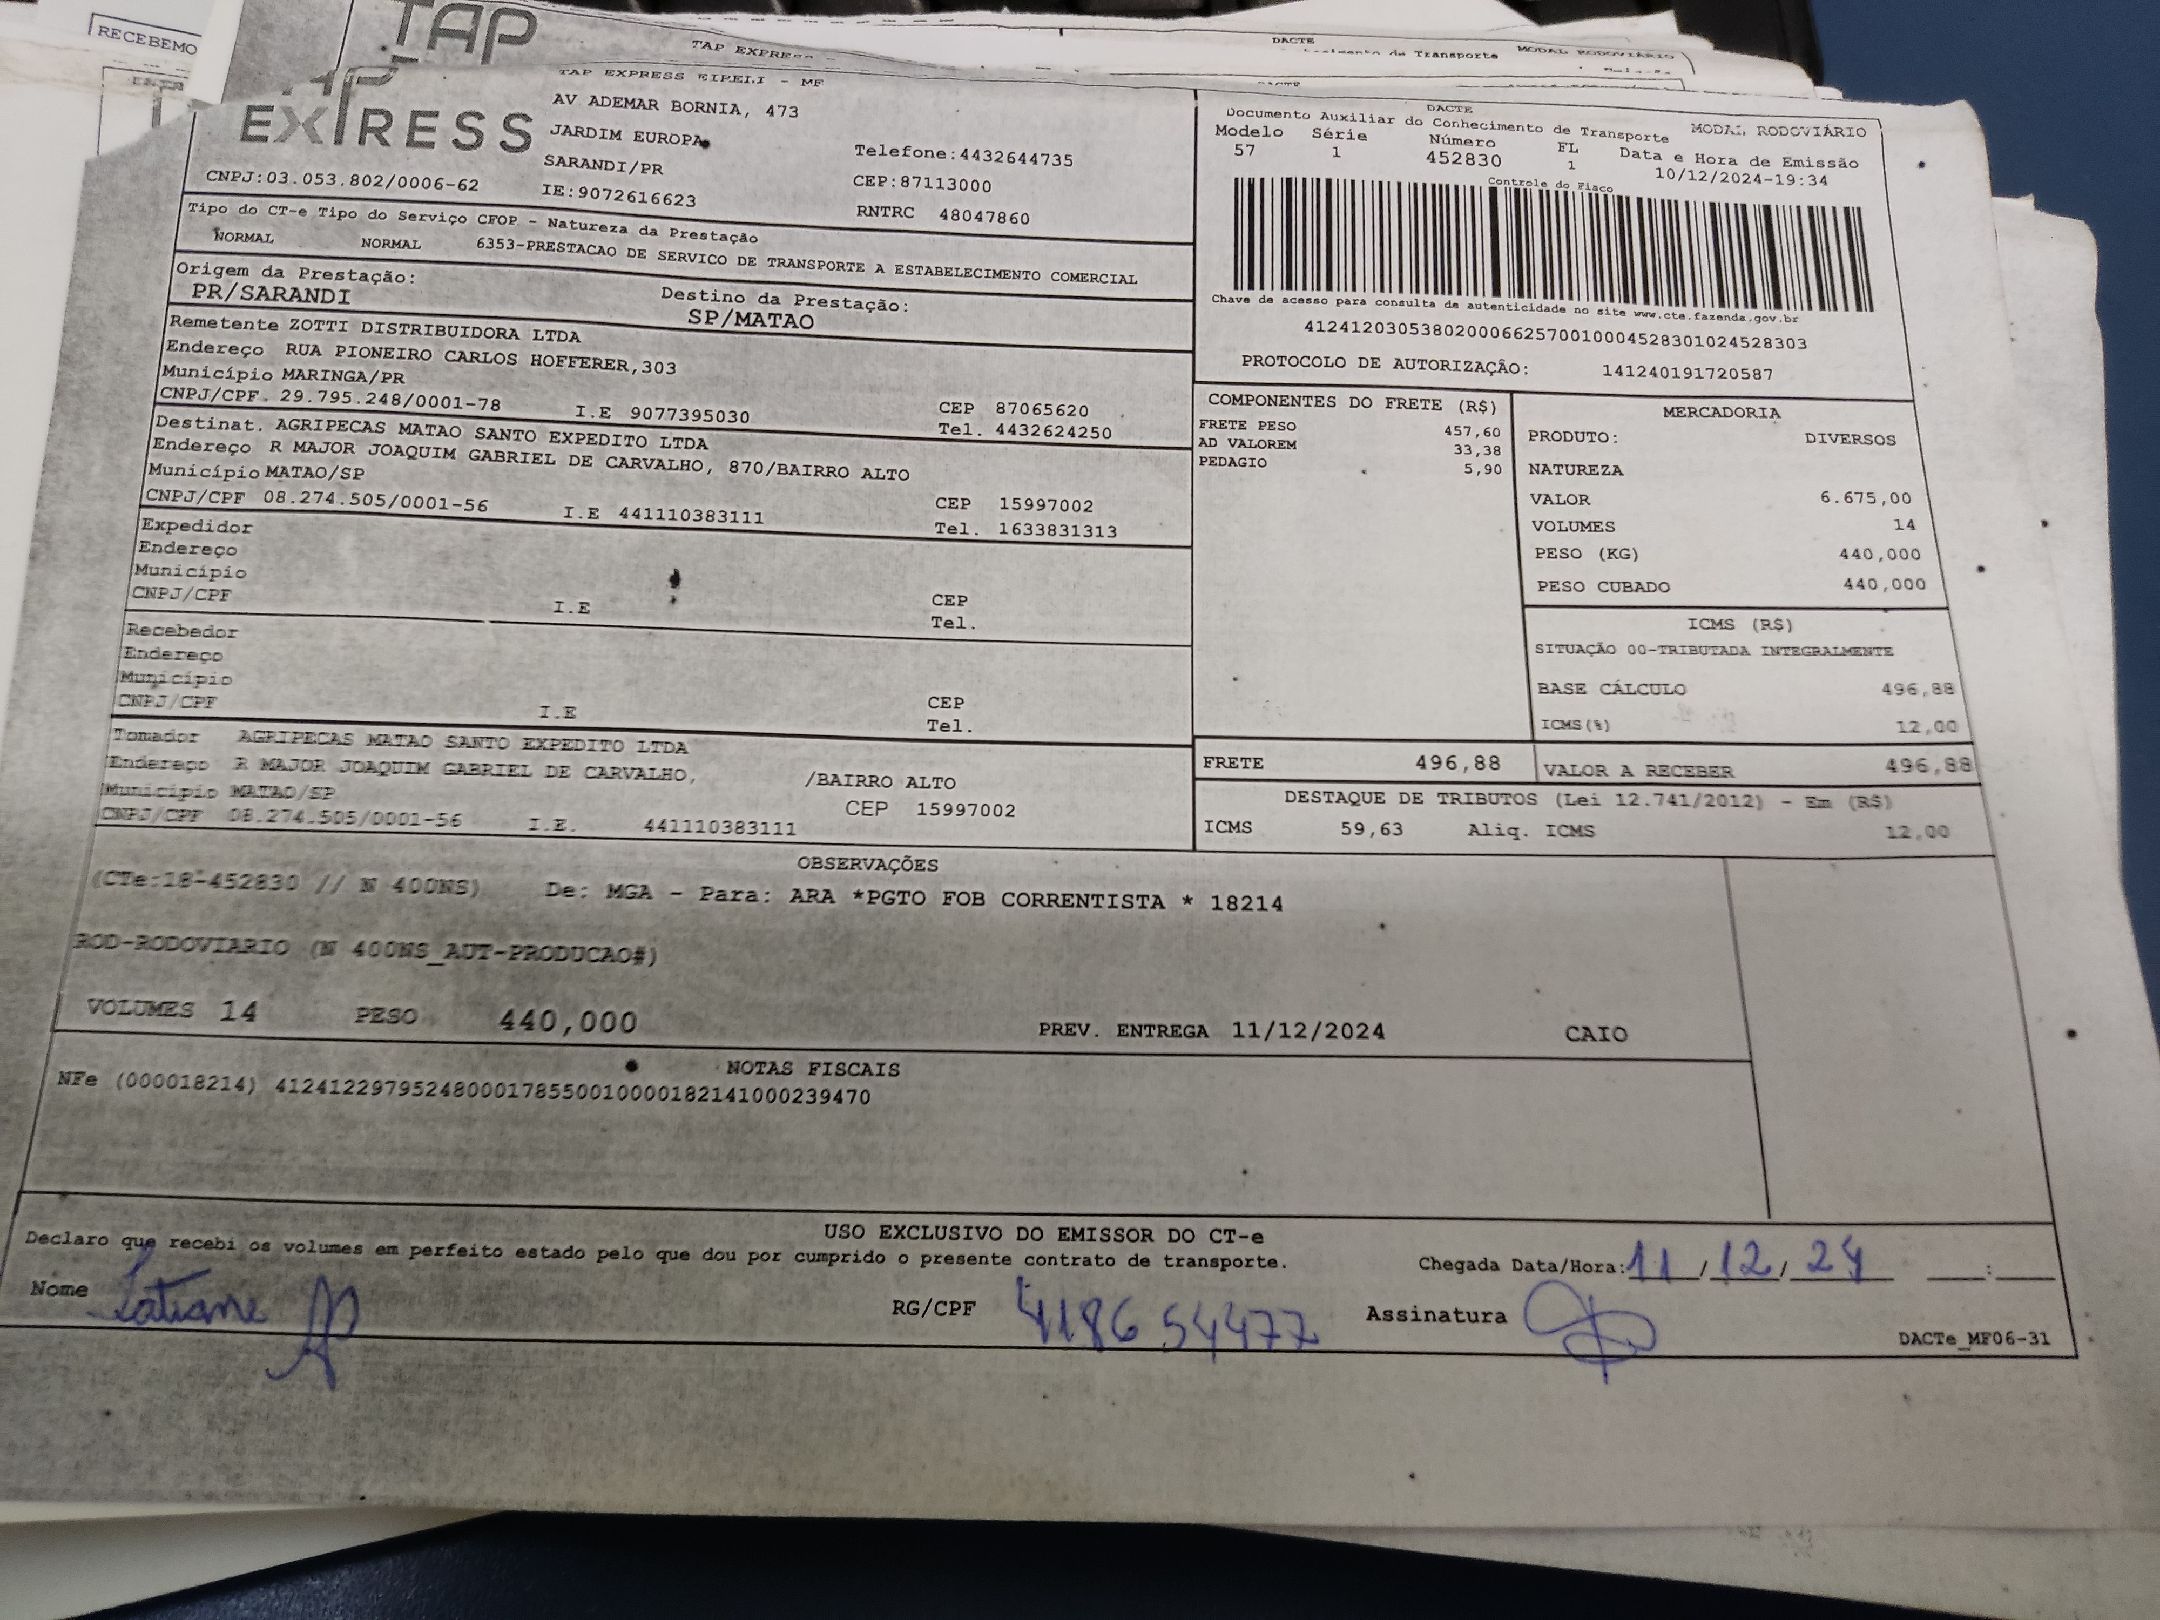 RECEBEMO
TAP
TAP EXPRESS
DACTE
de Transporte MODAL RODOVIÁRIO
EXPRESS
TAP EXPRESS EIRELI - MF
AV ADEMAR BORNIA, 473
JARDIM EUROPA
Telefone:4432644735
SARANDI/PR
CEP:87113000
CNPJ:03.053.802/0006-62 IE:9072616623
RNTRC 48047860
DACTE
Documento Auxiliar do Conhecimento de Transporte MODAL RODOVIÁRIO
Modelo Série Número FL Data e Hora de Emissão
57 1 452830 1 10/12/2024-19:34
Controle do Fisco
Chave de acesso para consulta de autenticidade no site www.cte.fazenda.gov.br
41241203053802000662570010004528301024528303
PROTOCOLO DE AUTORIZAÇÃO: 141240191720587
Tipo do CT-e Tipo do Serviço CFOP - Natureza da Prestação
NORMAL NORMAL 6353-PRESTACAO DE SERVICO DE TRANSPORTE A ESTABELECIMENTO COMERCIAL
Origem da Prestação: Destino da Prestação:
PR/SARANDI SP/MATAO
Remetente ZOTTI DISTRIBUIDORA LTDA
Endereço RUA PIONEIRO CARLOS HOFFERER,303
Município MARINGA/PR CEP 87065620
CNPJ/CPF. 29.795.248/0001-78 I.E 9077395030 Tel. 4432624250
Destinat. AGRIPECAS MATAO SANTO EXPEDITO LTDA
Endereço R MAJOR JOAQUIM GABRIEL DE CARVALHO, 870/BAIRRO ALTO
Município MATAO/SP CEP 15997002
CNPJ/CPF 08.274.505/0001-56 I.E 441110383111 Tel. 1633831313
Expedidor
Endereço
Município CEP
CNPJ/CPF I.E Tel.
Recebedor
Endereço
Município CEP
CNPJ/CPF I.E Tel.
Tomador AGRIPECAS MATAO SANTO EXPEDITO LTDA
Endereço R MAJOR JOAQUIM GABRIEL DE CARVALHO, /BAIRRO ALTO
Município MATAO/SP CEP 15997002
CNPJ/CPF 08.274.505/0001-56 I.E. 441110383111
COMPONENTES DO FRETE (R$)
FRETE PESO 457,60
AD VALOREM 33,38
PEDAGIO 5,90
MERCADORIA
PRODUTO: DIVERSOS
NATUREZA
VALOR 6.675,00
VOLUMES 14
PESO (KG) 440,000
PESO CUBADO 440,000
ICMS (R$)
SITUAÇÃO 00-TRIBUTADA INTEGRALMENTE
BASE CÁLCULO 496,88
ICMS(%) 12,00
FRETE 496,88 VALOR A RECEBER 496,88
DESTAQUE DE TRIBUTOS (Lei 12.741/2012) - Em (R$)
ICMS 59,63 Aliq. ICMS 12,00
OBSERVAÇÕES
(CTe:18-452830 // N 400NS) De: MGA - Para: ARA *PGTO FOB CORRENTISTA * 18214
ROD-RODOVIARIO (N 400NS_AUT-PRODUCAO#)
VOLUMES 14 PESO 440,000 PREV. ENTREGA 11/12/2024 CAIO
NOTAS FISCAIS
NFe (000018214) 41241229795248000178550010000182141000239470
USO EXCLUSIVO DO EMISSOR DO CT-e
Declaro que recebi os volumes em perfeito estado pelo que dou por cumprido o presente contrato de transporte. Chegada Data/Hora: 11/12/24 :
Nome Tatiane RG/CPF 418654477 Assinatura
DACTe_MF06-31